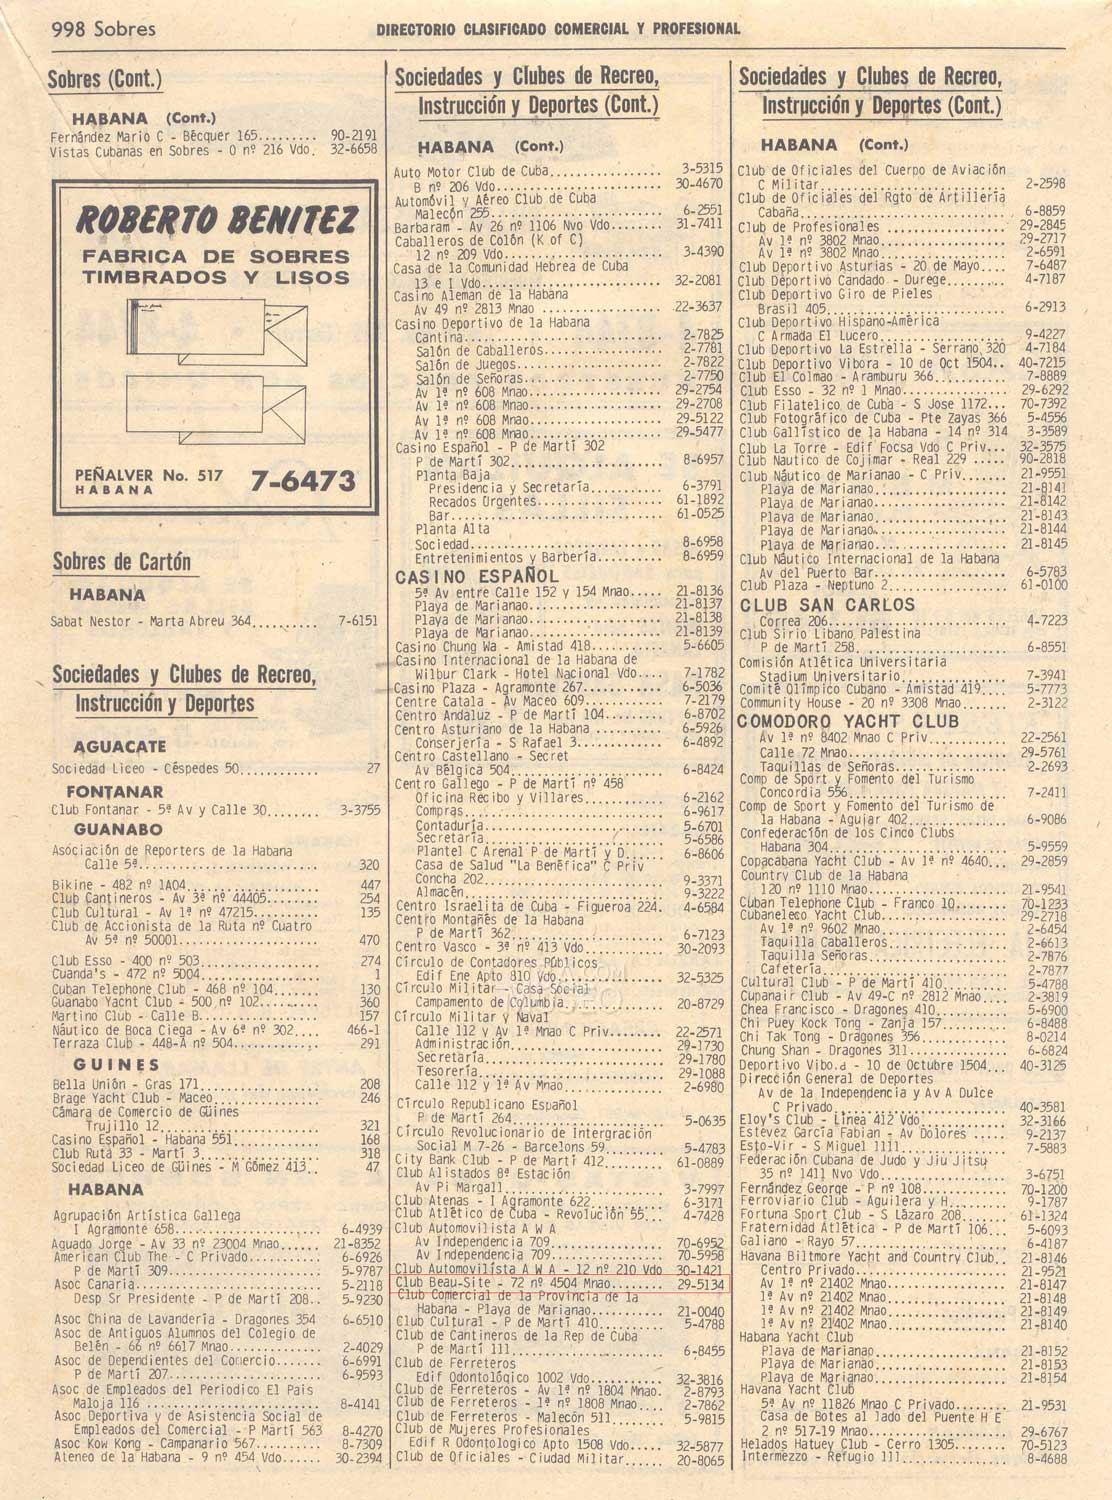 998 Sobres
DIRECTORIO CLASIFICADO COMERCIAL Y PROFESIONAL
Sobres (Cont.)
HABANA (Cont.)
Fernández Mario C - Bécquer 165......... 90-2191
Vistas Cubanas en Sobres - O nº 216 Vdo. 32-6658
ROBERTO BENITEZ
FABRICA DE SOBRES
TIMBRADOS Y LISOS
PEÑALVER No. 517
HABANA
7-6473
Sobres de Cartón
HABANA
Sabat Nestor - Marta Abreu 364.......... 7-6151
Sociedades y Clubes de Recreo,
Instrucción y Deportes
AGUACATE
Sociedad Liceo - Céspedes 50............ 27
FONTANAR
Club Fontanar - 5ª Av y Calle 30........ 3-3755
GUANABO
Asociación de Reporters de la Habana
Calle 5ª............ 320
Bikine - 482 nº 1A04............ 447
Club Cantineros - Av 3ª nº 44405....... 254
Club Cultural - Av 1ª nº 47215......... 135
Club de Accionista de la Ruta nº Cuatro
Av 5ª nº 50001............ 470
Club Esso - 400 nº 503............ 274
Cuanda's - 472 nº 5D04............ 1
Cuban Telephone Club - 468 nº 104...... 130
Guanabo Yacht Club - 500 nº 102........ 360
Martino Club - Calle B............ 157
Náutico de Boca Ciega - Av 6ª nº 302.... 466-1
Terraza Club - 448-A nº 504............ 291
GUINES
Bella Unión - Gras 171............ 208
Brage Yacht Club - Maceo............ 246
Cámara de Comercio de Güines
Trujillo 12............ 321
Casino Español - Habana 551............ 168
Club Ruta 33 - Martí 3............ 318
Sociedad Liceo de Güines - M Gómez 413.. 47
HABANA
Agrupación Artística Gallega
I Agramonte 658............ 6-4939
Aguado Jorge - Av 33 nº 23004 Mnao...... 21-8352
American Club The - C Privado.......... 6-6926
P de Martí 309............ 5-9787
Asoc Canaria............ 5-2118
Desp Sr Presidente - P de Martí 208.. 5-9230
Asoc China de Lavandería - Dragones 354 6-6510
Asoc de Antiguos Alumnos del Colegio de
Belén - 66 nº 6617 Mnao............ 2-4029
Asoc de Dependientes del Comercio....... 6-6991
P de Martí 207............ 6-9593
Asoc de Empleados del Periodico El Pais
Maloja 116............ 8-4141
Asoc Deportiva y de Asistencia Social de
Empleados del Comercial - P Martí 563 8-4270
Asoc Kow Kong - Campanario 567.......... 8-7309
Ateneo de la Habana - 9 nº 454 Vdo...... 30-2394
Sociedades y Clubes de Recreo,
Instrucción y Deportes (Cont.)
HABANA (Cont.)
Auto Motor Club de Cuba............ 3-5315
B nº 206 Vdo............ 30-4670
Automóvil y Aéreo Club de Cuba
Malecón 255............ 6-2551
Barbaram - Av 26 nº 1106 Nvo Vdo........ 31-7411
Caballeros de Colón (K of C)
12 nº 209 Vdo............ 3-4390
Casa de la Comunidad Hebrea de Cuba
13 e I Vdo............ 32-2081
Casino Aleman de la Habana
Av 49 nº 2813 Mnao............ 22-3637
Casino Deportivo de la Habana
Cantina............ 2-7825
Salón de Caballeros............ 2-7781
Salón de Juegos............ 2-7822
Salón de Señoras............ 2-7750
Av 1ª nº 608 Mnao............ 29-2754
Av 1ª nº 608 Mnao............ 29-2708
Av 1ª nº 608 Mnao............ 29-5122
Av 1ª nº 608 Mnao............ 29-5477
Casino Español - P de Martí 302
P de Martí 302............ 8-6957
Planta Baja
Presidencia y Secretaría............ 6-3791
Recados Urgentes............ 61-1892
Bar............ 61-0525
Planta Alta
Sociedad............ 8-6958
Entretenimientos y Barbería.......... 8-6959
CASINO ESPAÑOL
5ª Av entre Calle 152 y 154 Mnao..... 21-8136
Playa de Marianao............ 21-8137
Playa de Marianao............ 21-8138
Playa de Marianao............ 21-8139
Casino Chung Wa - Amistad 418........... 5-6605
Casino Internacional de la Habana de
Wilbur Clark - Hotel Nacional Vdo.... 7-1782
Casino Plaza - Agramonte 267............ 6-5036
Centre Catala - Av Maceo 609............ 7-2179
Centro Andaluz - P de Martí 104......... 6-8702
Centro Asturiano de la Habana........... 6-5926
Conserjería - S Rafael 3............ 6-4892
Centro Castellano - Secret
Av Bélgica 504............ 6-8424
Centro Gallego - P de Martí nº 458
Oficina Recibo y Villares............ 6-2162
Compras............ 6-9617
Contaduría............ 5-6701
Secretaría............ 5-6586
Plantel C Arenal P de Martí y D...... 6-8606
Casa de Salud "La Benéfica" C Priv
Concha 202............ 9-3371
Almacén............ 9-3222
Centro Israelita de Cuba - Figueroa 224. 4-6584
Centro Montañés de la Habana
P de Martí 362............ 6-7123
Centro Vasco - 3ª nº 413 Vdo............ 30-2093
Círculo de Contadores Públicos
Edif Ene Apto 810 Vdo............ 32-5325
Círculo Militar - Casa Social
Campamento de Columbia............ 20-8729
Círculo Militar y Naval
Calle 112 y Av 1ª Mnao C Priv........ 22-2571
Administración............ 29-1730
Secretaría............ 29-1780
Tesorería............ 29-1088
Calle 112 y 1ª Av Mnao............ 2-6980
Círculo Republicano Español
P de Martí 264............ 5-0635
Círculo Revolucionario de Intergración
Social M 7-26 - Barcelons 59......... 5-4783
City Bank Club - P de Martí 412......... 61-0889
Club Alistados 8ª Estación
Av Pi Margall............ 3-7997
Club Atenas - I Agramonte 622........... 6-3171
Club Atlético de Cuba - Revolución 55... 4-7428
Club Automovilista A W A
Av Independencia 709............ 70-6952
Av Independencia 709............ 70-5958
Club Automovilista A W A - 12 nº 210 Vdo 30-1421
Club Beau-Site - 72 nº 4504 Mnao........ 29-5134
Club Comercial de la Provincia de la
Habana - Playa de Marianao........... 21-0040
Club Cultural - P de Martí 410.......... 5-4788
Club de Cantineros de la Rep de Cuba
P de Martí 111............ 6-8455
Club de Ferreteros
Edif Odontológico 1002 Vdo........... 32-3816
Club de Ferreteros - Av 1ª nº 1804 Mnao. 2-8793
Club de Ferreteros - 1ª nº 1808 Mnao.... 2-7862
Club de Ferreteros - Malecón 511........ 5-9815
Club de Mujeres Profesionales
Edif R Odontologico Apto 1508 Vdo.... 32-5877
Club de Oficiales - Ciudad Militar...... 20-8065
Sociedades y Clubes de Recreo,
Instrucción y Deportes (Cont.)
HABANA (Cont.)
Club de Oficiales del Cuerpo de Aviación
C Militar............ 2-2598
Club de Oficiales del Rgto de Artillería
Cabaña............ 6-8859
Club de Profesionales............ 29-2845
Av 1ª nº 3802 Mnao............ 29-2717
Av 1ª nº 3802 Mnao............ 2-6591
Club Deportivo Asturias - 20 de Mayo.... 7-6487
Club Deportivo Candado - Durege......... 4-7187
Club Deportivo Giro de Pieles
Brasil 405............ 6-2913
Club Deportivo Hispano-América
C Armada El Lucero............ 9-4227
Club Deportivo La Estrella - Serrano 320 4-7184
Club Deportivo Vibora - 10 de Oct 1504.. 40-7215
Club El Colmao - Aramburu 366........... 7-8889
Club Esso - 32 nº 1 Mnao............ 29-6292
Club Filatelico de Cuba - S Jose 1172... 70-7392
Club Fotográfico de Cuba - Pte Zayas 366 5-4556
Club Gallístico de la Habana - 14 nº 314 3-3589
Club La Torre - Edif Focsa Vdo C Priv... 32-3575
Club Nautico de Cojimar - Real 229 ..... 90-2818
Club Náutico de Marianao - C Priv....... 21-9551
Playa de Marianao............ 21-8141
Playa de Marianao............ 21-8142
Playa de Marianao............ 21-8143
Playa de Marianao............ 21-8144
Playa de Marianao............ 21-8145
Club Náutico Internacional de la Habana
Av del Puerto Bar............ 6-5783
Club Plaza - Neptuno 2............ 61-0100
CLUB SAN CARLOS
Correa 206............ 4-7223
Club Sirio Libano Palestina
P de Martí 258............ 6-8551
Comisión Atlética Universitaria
Stadium Universitario............ 7-3941
Comité Olímpico Cubano - Amistad 419.... 5-7773
Community House - 20 nº 3308 Mnao....... 2-3122
COMODORO YACHT CLUB
Av 1ª nº 8402 Mnao C Priv............ 22-2561
Calle 72 Mnao............ 29-5761
Taquillas de Señoras............ 2-2693
Comp de Sport y Fomento del Turismo
Concordia 556............ 7-2411
Comp de Sport y Fomento del Turismo de
la Habana - Aguiar 402............ 6-9086
Confederación de los Cinco Clubs
Habana 304............ 5-9559
Copacabana Yacht Club - Av 1ª nº 4640... 29-2859
Country Club de la Habana
120 nº 1110 Mnao............ 21-9541
Cuban Telephone Club - Franco 10........ 70-1233
Cubaneleco Yacht Club............ 29-2718
Av 1ª nº 9602 Mnao............ 2-6454
Taquilla Caballeros............ 2-6613
Taquilla Señoras............ 2-7876
Cafetería............ 2-7877
Cultural Club - P de Martí 410.......... 5-4788
Cupanair Club - Av 49-C nº 2812 Mnao.... 2-3819
Chea Francisco - Dragones 410........... 5-6900
Chi Puey Kock Tong - Zanja 157.......... 6-8488
Chi Tak Tong - Dragones 356............ 8-0214
Chung Shan - Dragones 311............ 6-6824
Deportivo Vibo.a - 10 de Octubre 1504... 40-3125
Dirección General de Deportes
Av de la Independencia y Av A Dulce
C Privado............ 40-3581
Eloy's Club - Línea 412 Vdo............ 32-3166
Estévez García Fabian - Av Dolores ..... 9-2137
Esto-Vir - S Miguel 1111............ 7-5883
Federación Cubana de Judo y Jiu Jitsu
35 nº 1411 Nvo Vdo............ 3-6751
Fernández George - P nº 108............ 70-1200
Ferroviario Club - Aguilera y H......... 9-1787
Fortuna Sport Club - S Lázaro 208....... 61-1324
Fraternidad Atlética - P de Martí 106... 5-6093
Galiano - Rayo 57............ 6-4187
Havana Biltmore Yacht and Country Club.. 21-8146
Centro Privado............ 21-9521
Av 1ª nº 21402 Mnao............ 21-8147
1ª Av nº 21402 Mnao............ 21-8148
1ª Av nº 21402 Mnao............ 21-8149
1ª Av nº 21402 Mnao............ 21-8140
Habana Yacht Club
Playa de Marianao............ 21-8152
Playa de Marianao............ 21-8153
Playa de Marianao............ 21-8154
Havana Yacht Club
5ª Av nº 11826 Mnao C Privado........ 21-9531
Casa de Botes al lado del Puente H E
2 nº 517-19 Mnao............ 29-6767
Helados Hatuey Club - Cerro 1305........ 70-5123
Intermezzo - Refugio 111............ 8-4688